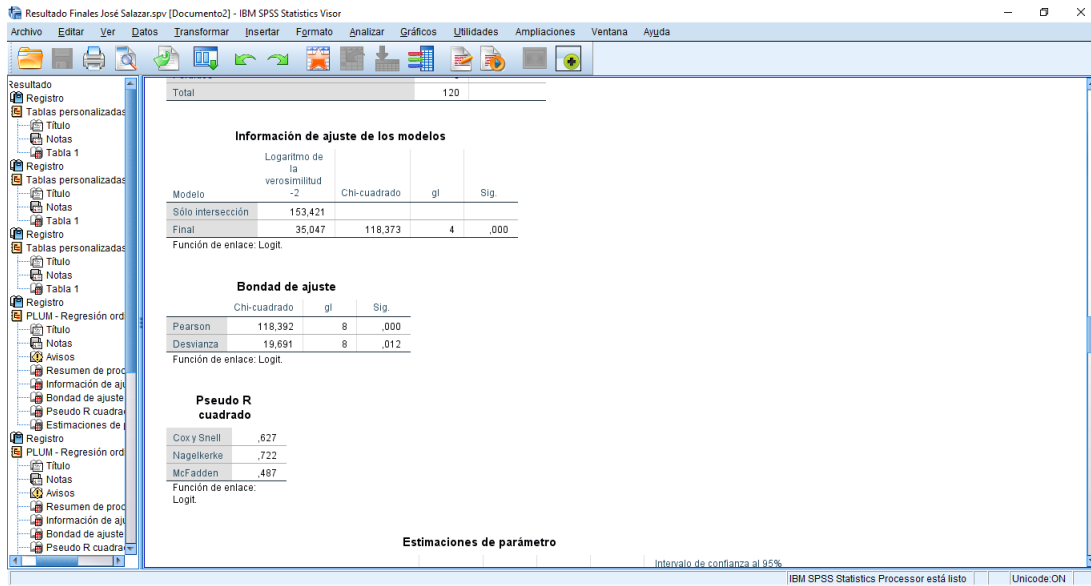 Resultado Finales José Salazar.spv [Documento2] - IBM SPSS Statistics Visor
Archivo Editar Ver Datos Transformar Insertar Formato Analizar Gráficos Utilidades Ampliaciones Ventana Ayuda
Resultado
Registro
Tablas personalizadas
Título
Notas
Tabla 1
Registro
Tablas personalizadas
Título
Notas
Tabla 1
Registro
Tablas personalizadas
Título
Notas
Tabla 1
Registro
PLUM - Regresión ord
Título
Notas
Avisos
Resumen de proc
Información de aju
Bondad de ajuste
Pseudo R cuadra
Estimaciones de p
Registro
PLUM - Regresión ord
Título
Notas
Avisos
Resumen de proc
Información de aju
Bondad de ajuste
Pseudo R cuadra
Total 120
Información de ajuste de los modelos
Logaritmo de
la
verosimilitud
Modelo -2 Chi-cuadrado gl Sig.
Sólo intersección 153,421
Final 35,047 118,373 4 ,000
Función de enlace: Logit.
Bondad de ajuste
Chi-cuadrado gl Sig.
Pearson 118,392 8 ,000
Desvianza 19,691 8 ,012
Función de enlace: Logit.
Pseudo R
cuadrado
Cox y Snell ,627
Nagelkerke ,722
McFadden ,487
Función de enlace:
Logit.
Estimaciones de parámetro
Intervalo de confianza al 95%
IBM SPSS Statistics Processor está listo Unicode:ON